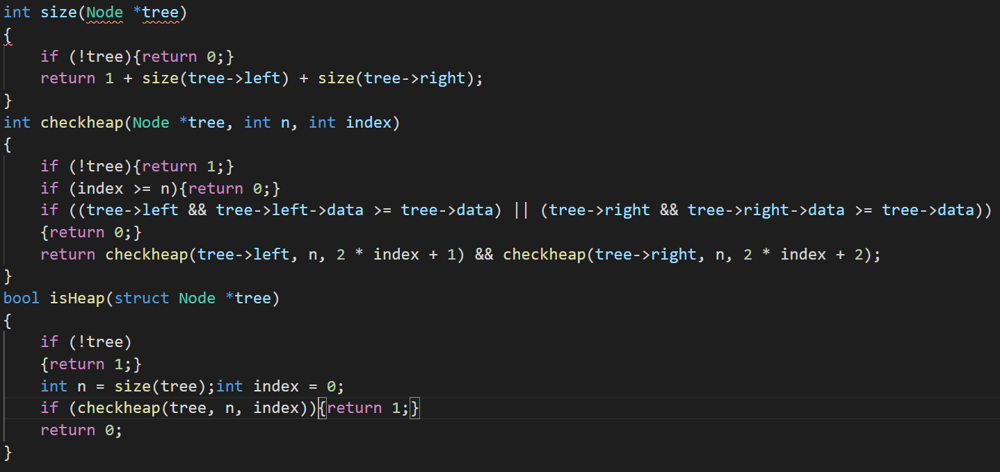 int size(Node *tree)
{
    if (!tree){return 0;}
    return 1 + size(tree->left) + size(tree->right);
}
int checkheap(Node *tree, int n, int index)
{
    if (!tree){return 1;}
    if (index >= n){return 0;}
    if ((tree->left && tree->left->data >= tree->data) || (tree->right && tree->right->data >= tree->data))
    {return 0;}
    return checkheap(tree->left, n, 2 * index + 1) && checkheap(tree->right, n, 2 * index + 2);
}
bool isHeap(struct Node *tree)
{
    if (!tree)
    {return 1;}
    int n = size(tree);int index = 0;
    if (checkheap(tree, n, index)){return 1;}
    return 0;
}